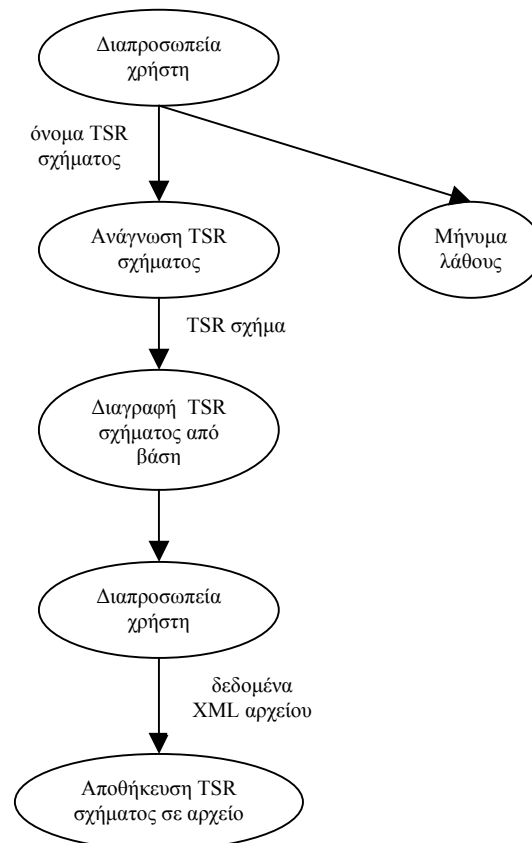 Διαπροσωπεία
χρήστη
όνομα TSR
σχήματος
Ανάγνωση TSR
σχήματος
Μήνυμα
λάθους
TSR σχήμα
Διαγραφή TSR
σχήματος από
βάση
Διαπροσωπεία
χρήστη
δεδομένα
XML αρχείου
Αποθήκευση TSR
σχήματος σε αρχείο